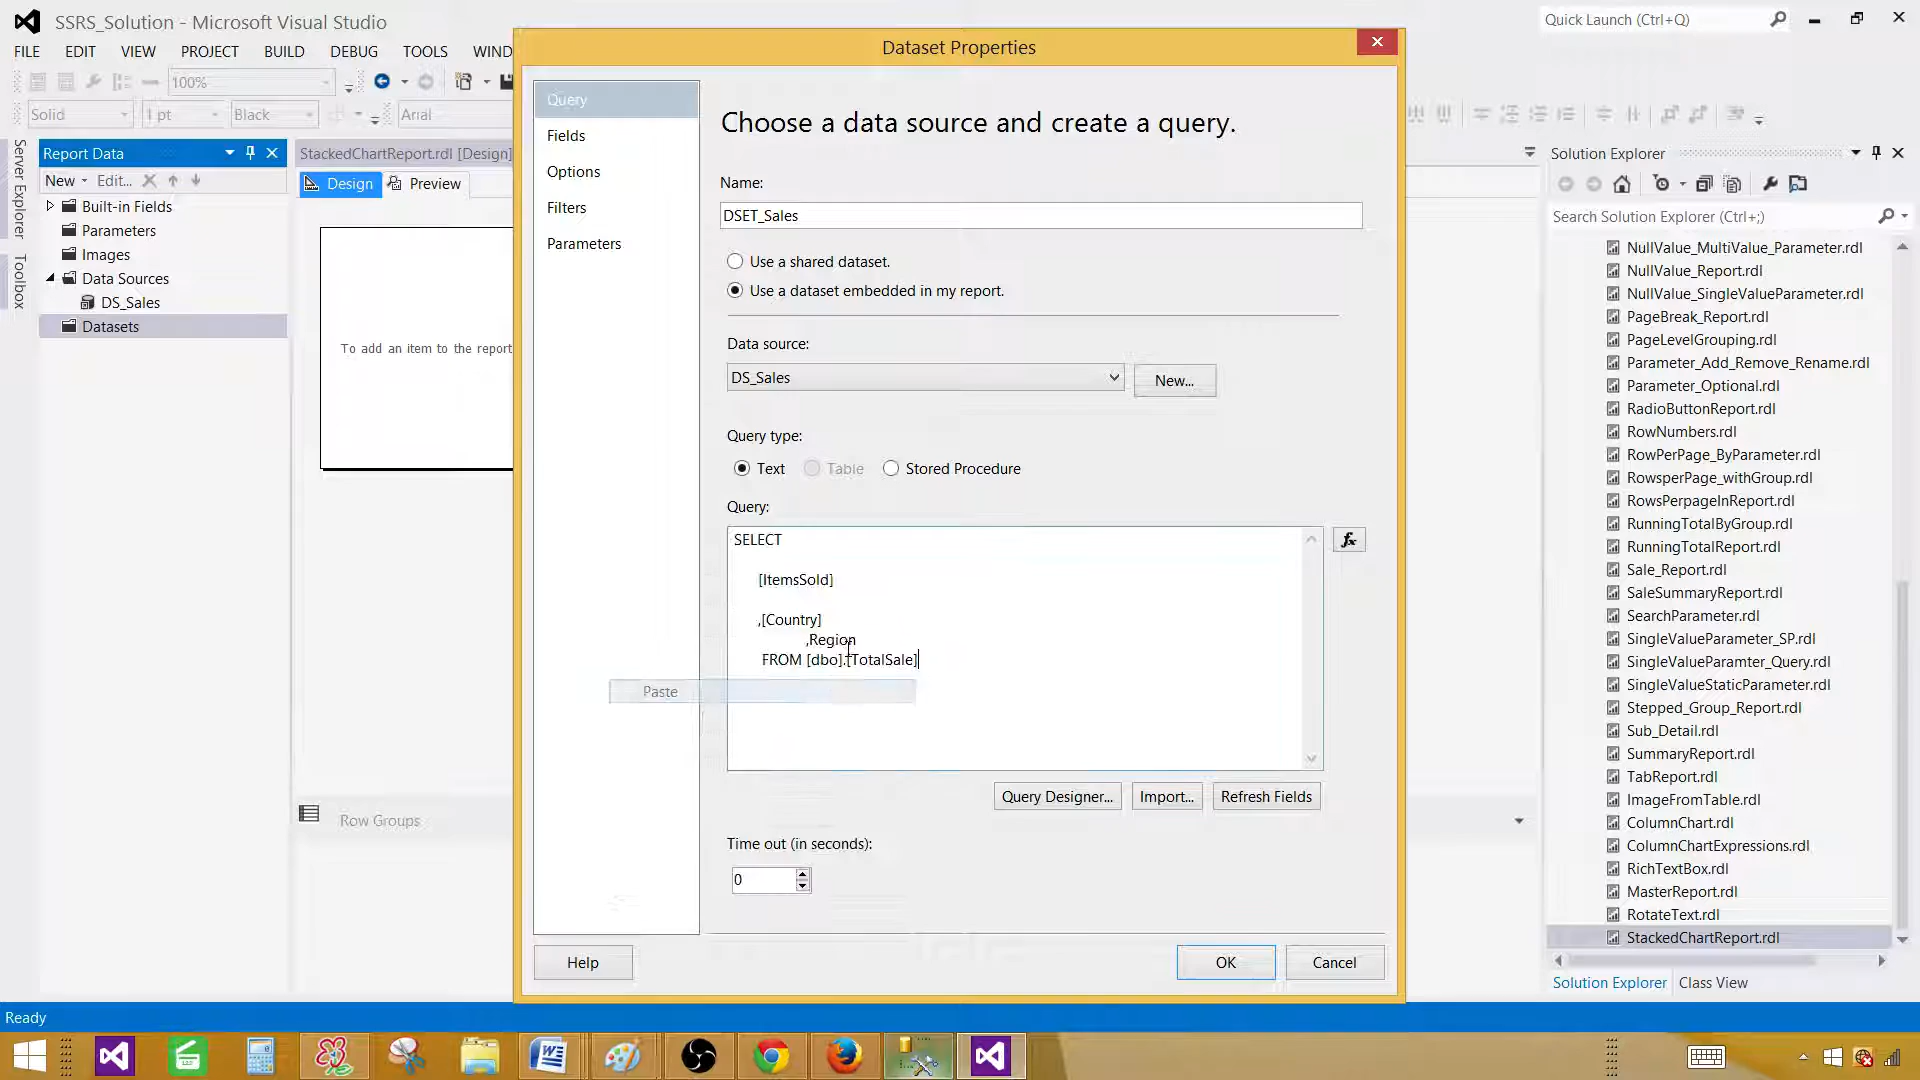 SSRS_Solution - Microsoft Visual Studio
Quick Launch (Ctrl+Q)
FILE EDIT VIEW PROJECT BUILD DEBUG TOOLS WIND
100%
Solid 1 pt Black Arial
Server Explorer
Toolbox
Report Data
New Edit...
Built-in Fields
Parameters
Images
Data Sources
DS_Sales
Datasets
StackedChartReport.rdl [Design]
Design Preview
To add an item to the report
Row Groups
Dataset Properties
Query
Fields
Options
Filters
Parameters
Choose a data source and create a query.
Name:
DSET_Sales
Use a shared dataset.
Use a dataset embedded in my report.
Data source:
DS_Sales
New...
Query type:
Text Table Stored Procedure
Query:
fx
SELECT
[ItemsSold]
,[Country]
,Region
FROM [dbo].[TotalSale]
Paste
Query Designer... Import... Refresh Fields
Time out (in seconds):
0
Help OK Cancel
Solution Explorer
Search Solution Explorer (Ctrl+;)
NullValue_MultiValue_Parameter.rdl
NullValue_Report.rdl
NullValue_SingleValueParameter.rdl
PageBreak_Report.rdl
PageLevelGrouping.rdl
Parameter_Add_Remove_Rename.rdl
Parameter_Optional.rdl
RadioButtonReport.rdl
RowNumbers.rdl
RowPerPage_ByParameter.rdl
RowsperPage_withGroup.rdl
RowsPerpageInReport.rdl
RunningTotalByGroup.rdl
RunningTotalReport.rdl
Sale_Report.rdl
SaleSummaryReport.rdl
SearchParameter.rdl
SingleValueParameter_SP.rdl
SingleValueParamter_Query.rdl
SingleValueStaticParameter.rdl
Stepped_Group_Report.rdl
Sub_Detail.rdl
SummaryReport.rdl
TabReport.rdl
ImageFromTable.rdl
ColumnChart.rdl
ColumnChartExpressions.rdl
RichTextBox.rdl
MasterReport.rdl
RotateText.rdl
StackedChartReport.rdl
Solution Explorer Class View
Ready